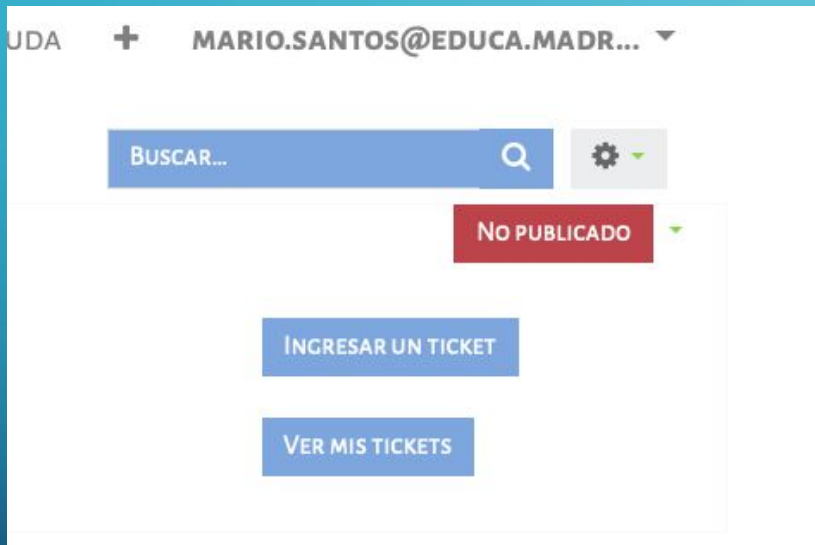 UDA + MARIO.SANTOS@EDUCA.MADR...
BUSCAR...
NO PUBLICADO
INGRESAR UN TICKET
VER MIS TICKETS